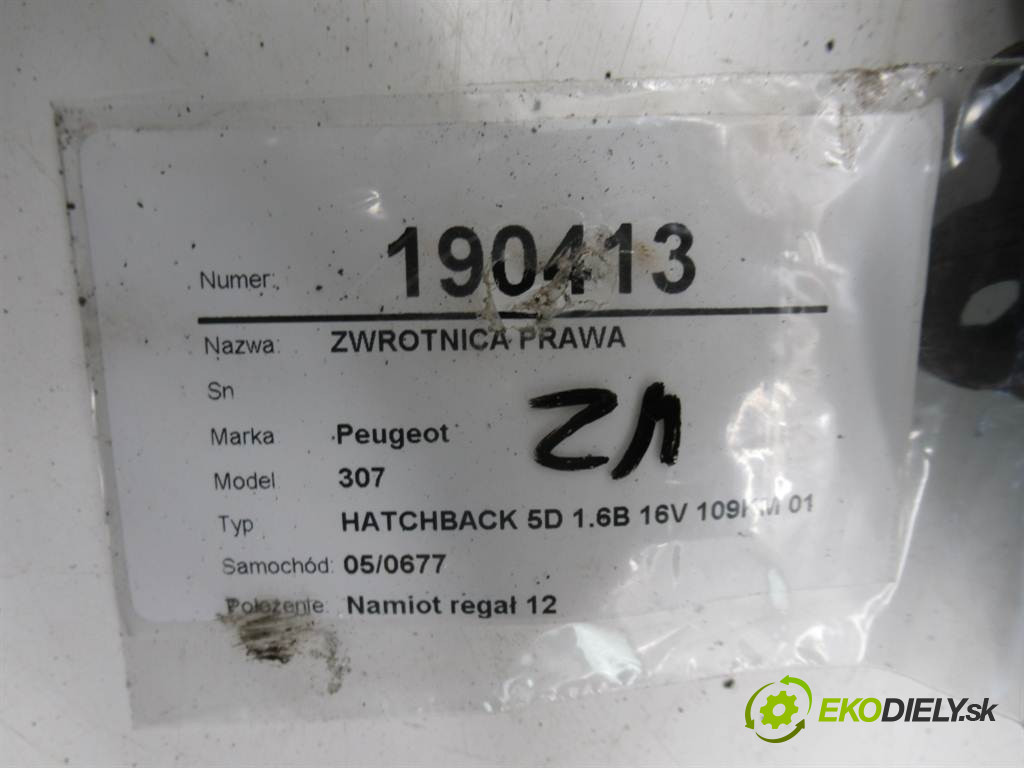 Numer: 190413
Nazwa: ZWROTNICA PRAWA
Sn
Marka Peugeot
Model 307
Typ HATCHBACK 5D 1.6B 16V 109KM 01
Samochód: 05/0677
Położenie: Namiot regał 12
EKODIELY.sk